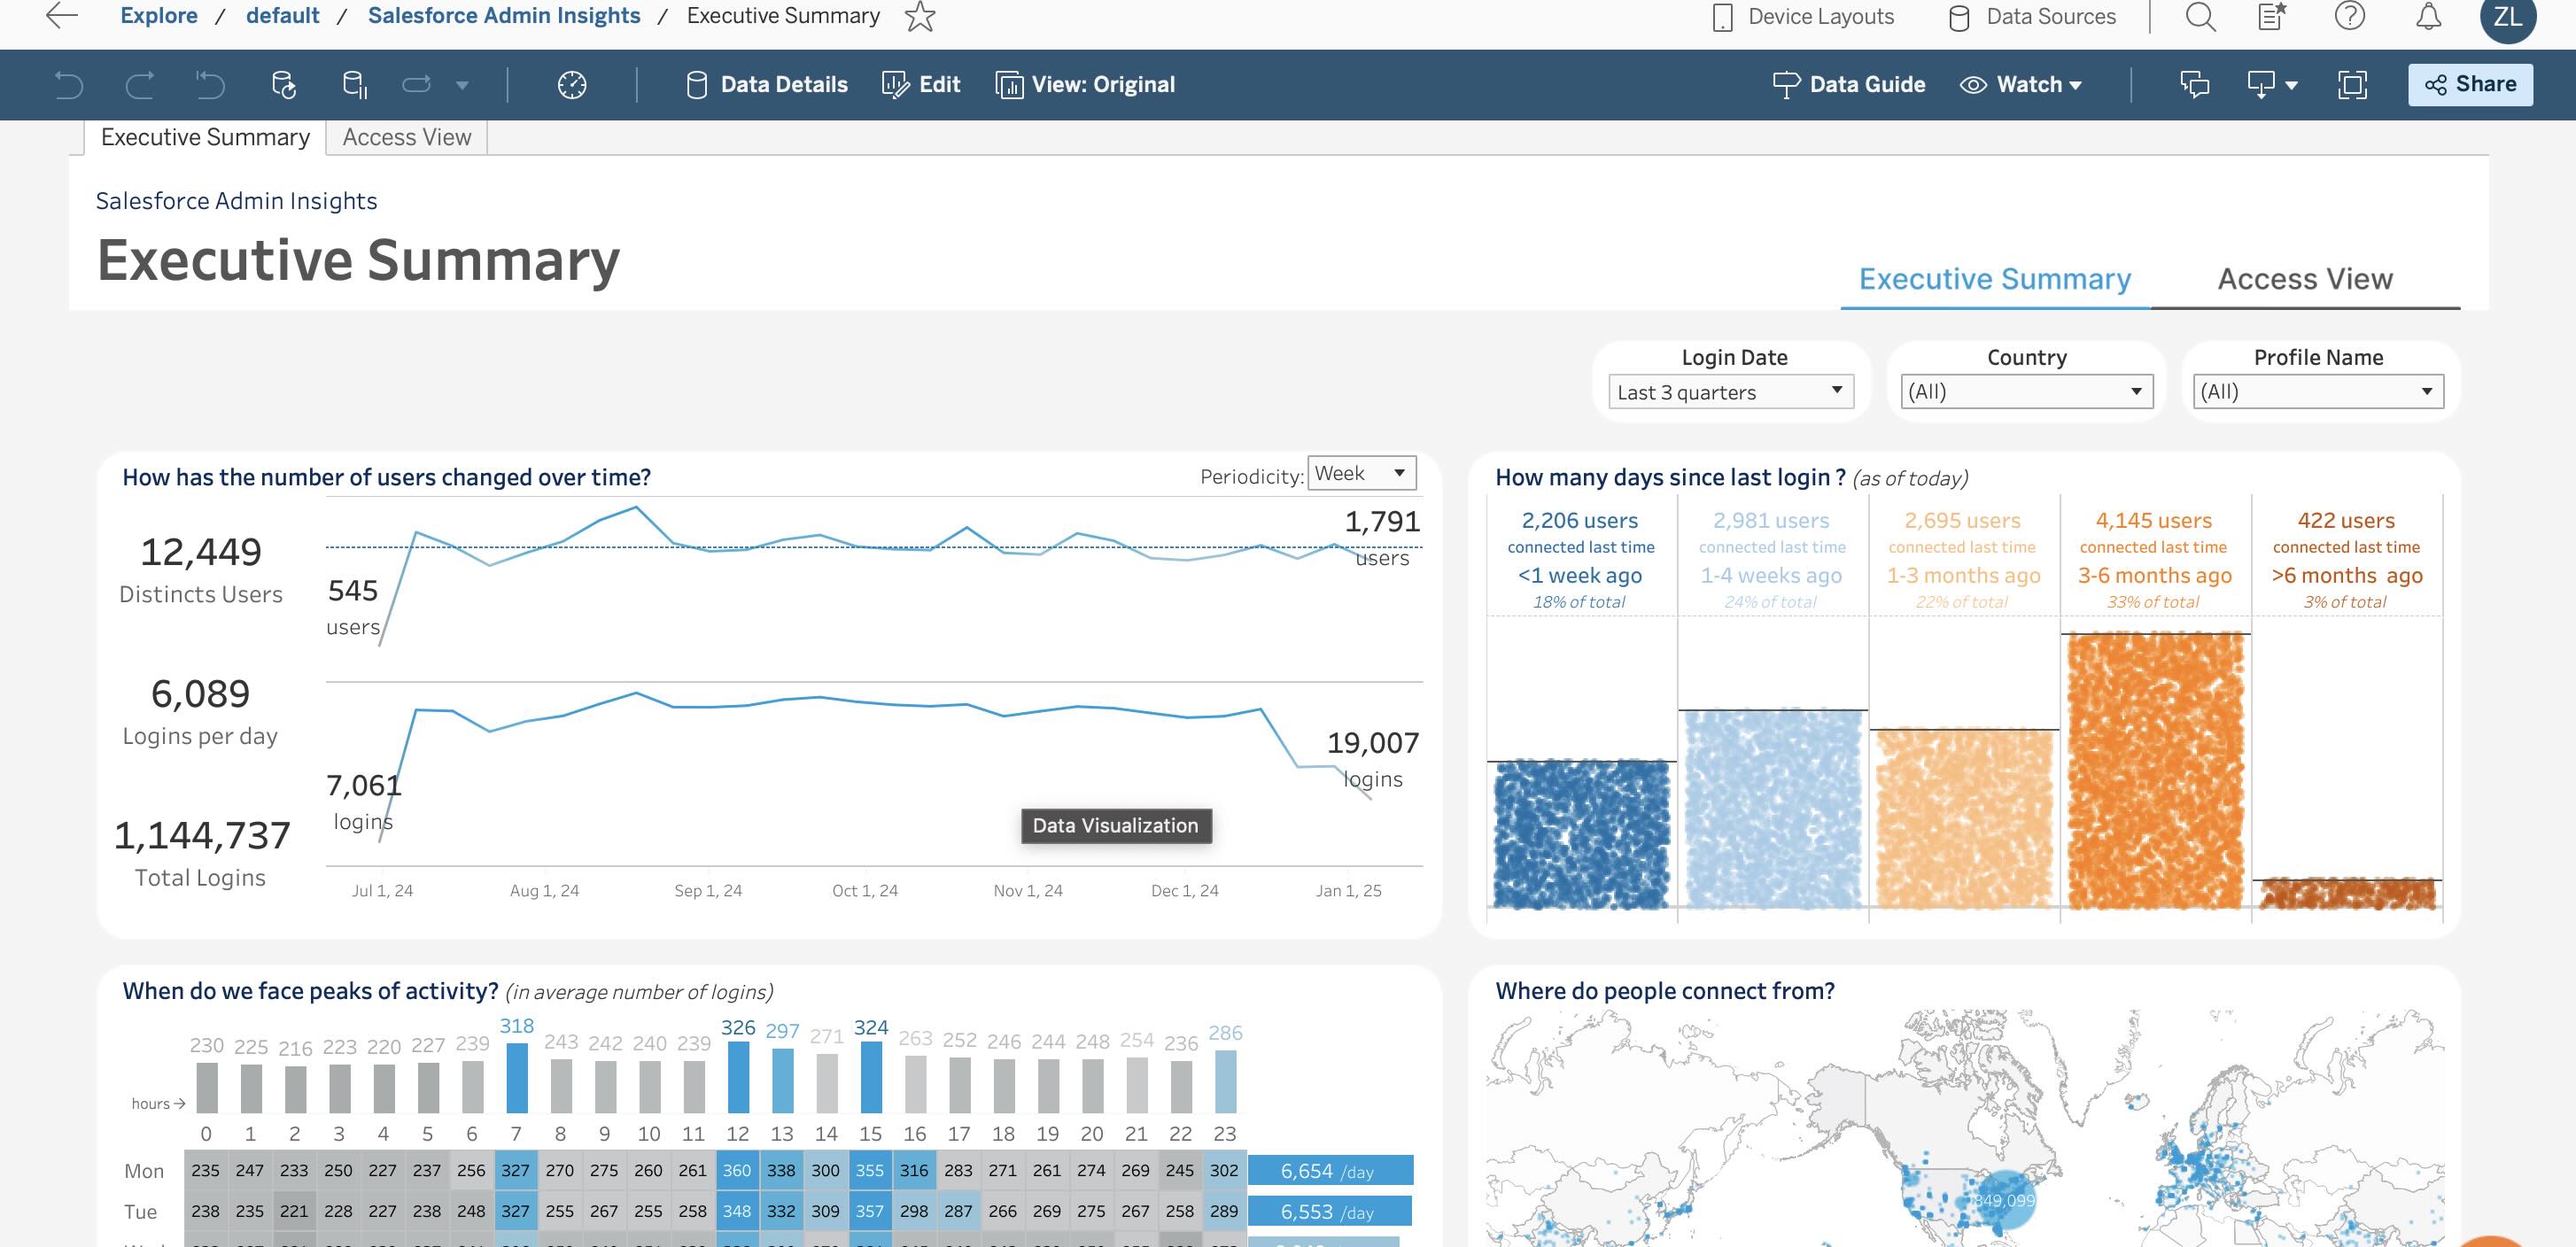 Explore / default / Salesforce Admin Insights / Executive Summary
Device Layouts Data Sources ZL
Data Details Edit View: Original Data Guide Watch Share
Executive Summary Access View
Salesforce Admin Insights
Executive Summary
Executive Summary Access View
Login Date Country Profile Name
Last 3 quarters (All) (All)
How has the number of users changed over time?
Periodicity: Week
12,449
Distincts Users
545
users
1,791
users
6,089
Logins per day
1,144,737
Total Logins
7,061
logins
19,007
logins
Data Visualization
Jul 1, 24 Aug 1, 24 Sep 1, 24 Oct 1, 24 Nov 1, 24 Dec 1, 24 Jan 1, 25
How many days since last login ? (as of today)
2,206 users 2,981 users 2,695 users 4,145 users 422 users
connected last time connected last time connected last time connected last time connected last time
<1 week ago 1-4 weeks ago 1-3 months ago 3-6 months ago >6 months ago
18% of total 24% of total 22% of total 33% of total 3% of total
When do we face peaks of activity? (in average number of logins)
230 225 216 223 220 227 239 318 243 242 240 239 326 297 271 324 263 252 246 244 248 254 236 286
hours →
0 1 2 3 4 5 6 7 8 9 10 11 12 13 14 15 16 17 18 19 20 21 22 23
Mon 235 247 233 250 227 237 256 327 270 275 260 261 360 338 300 355 316 283 271 261 274 269 245 302 6,654 /day
Tue 238 235 221 228 227 238 248 327 255 267 255 258 348 332 309 357 298 287 266 269 275 267 258 289 6,553 /day
Where do people connect from?
849,099